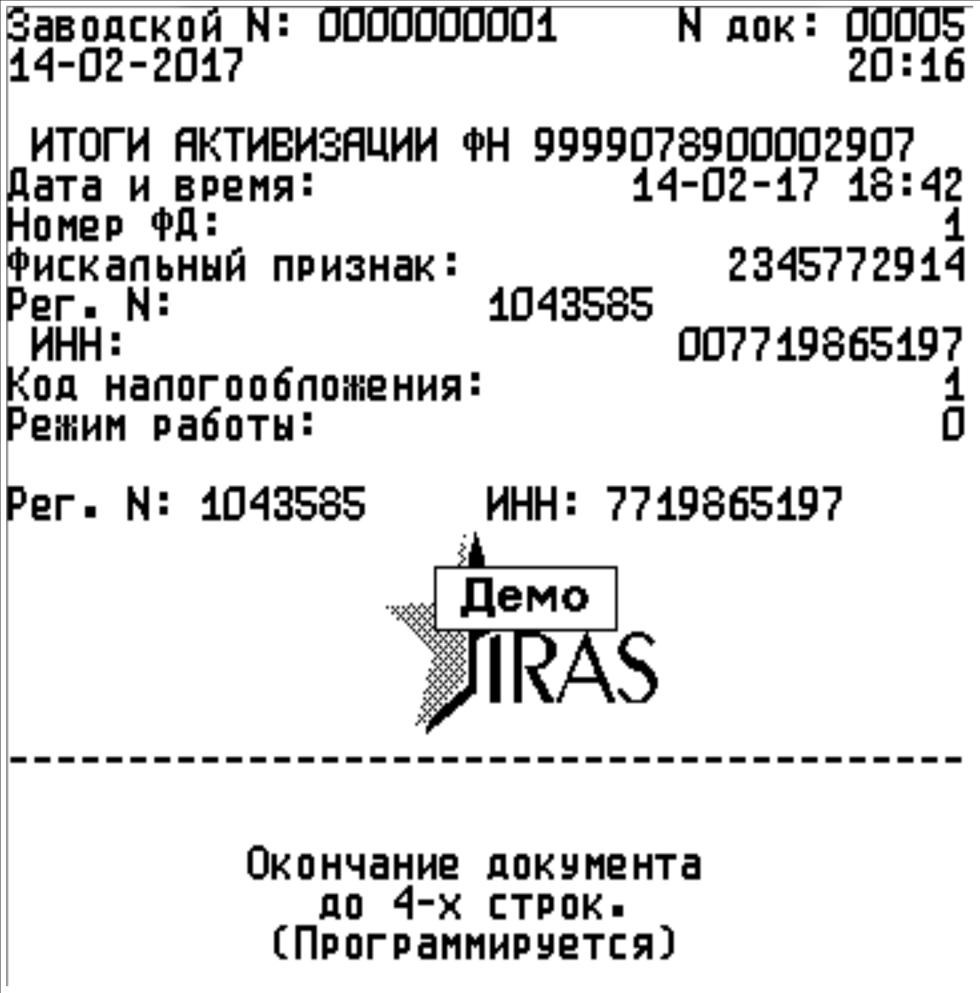 Заводской N: 0000000001 N док: 00005
14-02-2017 20:16
ИТОГИ АКТИВИЗАЦИИ ФН 9999078900002907
Дата и время: 14-02-17 18:42
Номер ФД: 1
Фискальный признак: 2345772914
Рег. N: 1043585
ИНН: 007719865197
Код налогообложения: 1
Режим работы: 0
Рег. N: 1043585 ИНН: 7719865197
Демо
IRAS
Окончание документа
до 4-х строк.
(Программируется)